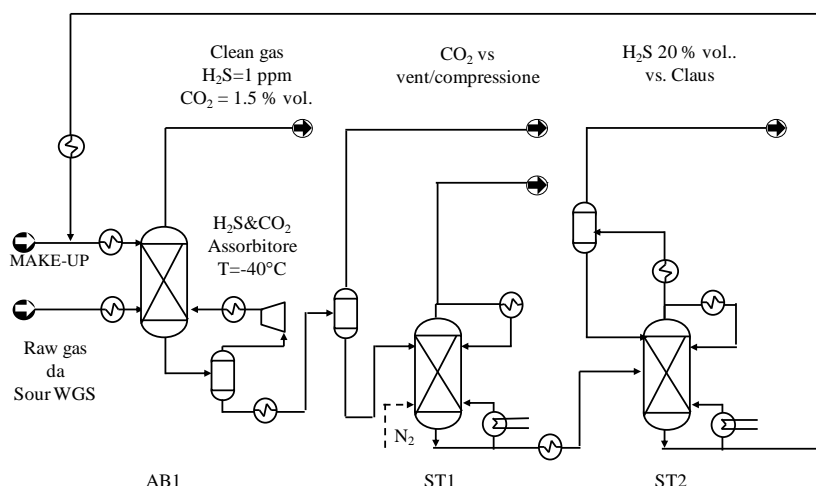 Clean gas
H₂S=1 ppm
CO₂ = 1.5 % vol.
CO₂ vs
vent/compressione
H₂S 20 % vol..
vs. Claus
H₂S&CO₂
Assorbitore
T=-40°C
MAKE-UP
Raw gas
da
Sour WGS
N₂
AB1
ST1
ST2